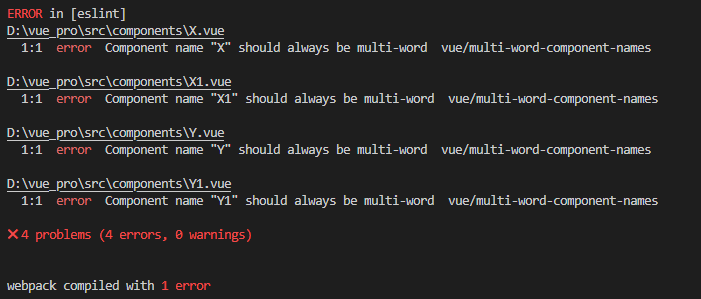 ERROR in [eslint]
D:\vue_pro\src\components\X.vue
1:1 error Component name "X" should always be multi-word vue/multi-word-component-names
D:\vue_pro\src\components\X1.vue
1:1 error Component name "X1" should always be multi-word vue/multi-word-component-names
D:\vue_pro\src\components\Y.vue
1:1 error Component name "Y" should always be multi-word vue/multi-word-component-names
D:\vue_pro\src\components\Y1.vue
1:1 error Component name "Y1" should always be multi-word vue/multi-word-component-names
✕ 4 problems (4 errors, 0 warnings)
webpack compiled with 1 error